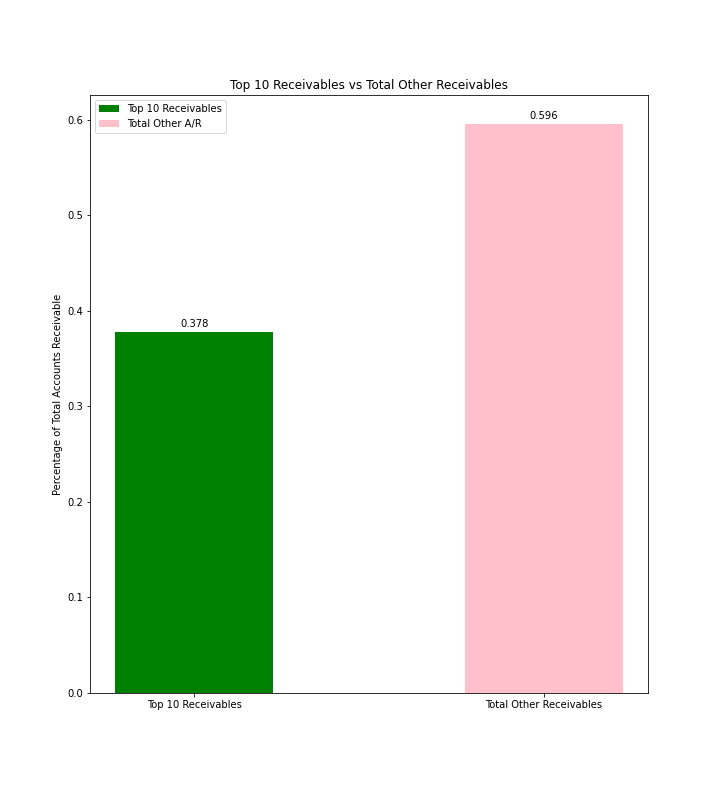 Top 10 Receivables vs Total Other Receivables
Top 10 Receivables
Total Other A/R
0.596
0.378
Percentage of Total Accounts Receivable
0.6
0.5
0.4
0.3
0.2
0.1
0.0
Top 10 Receivables
Total Other Receivables